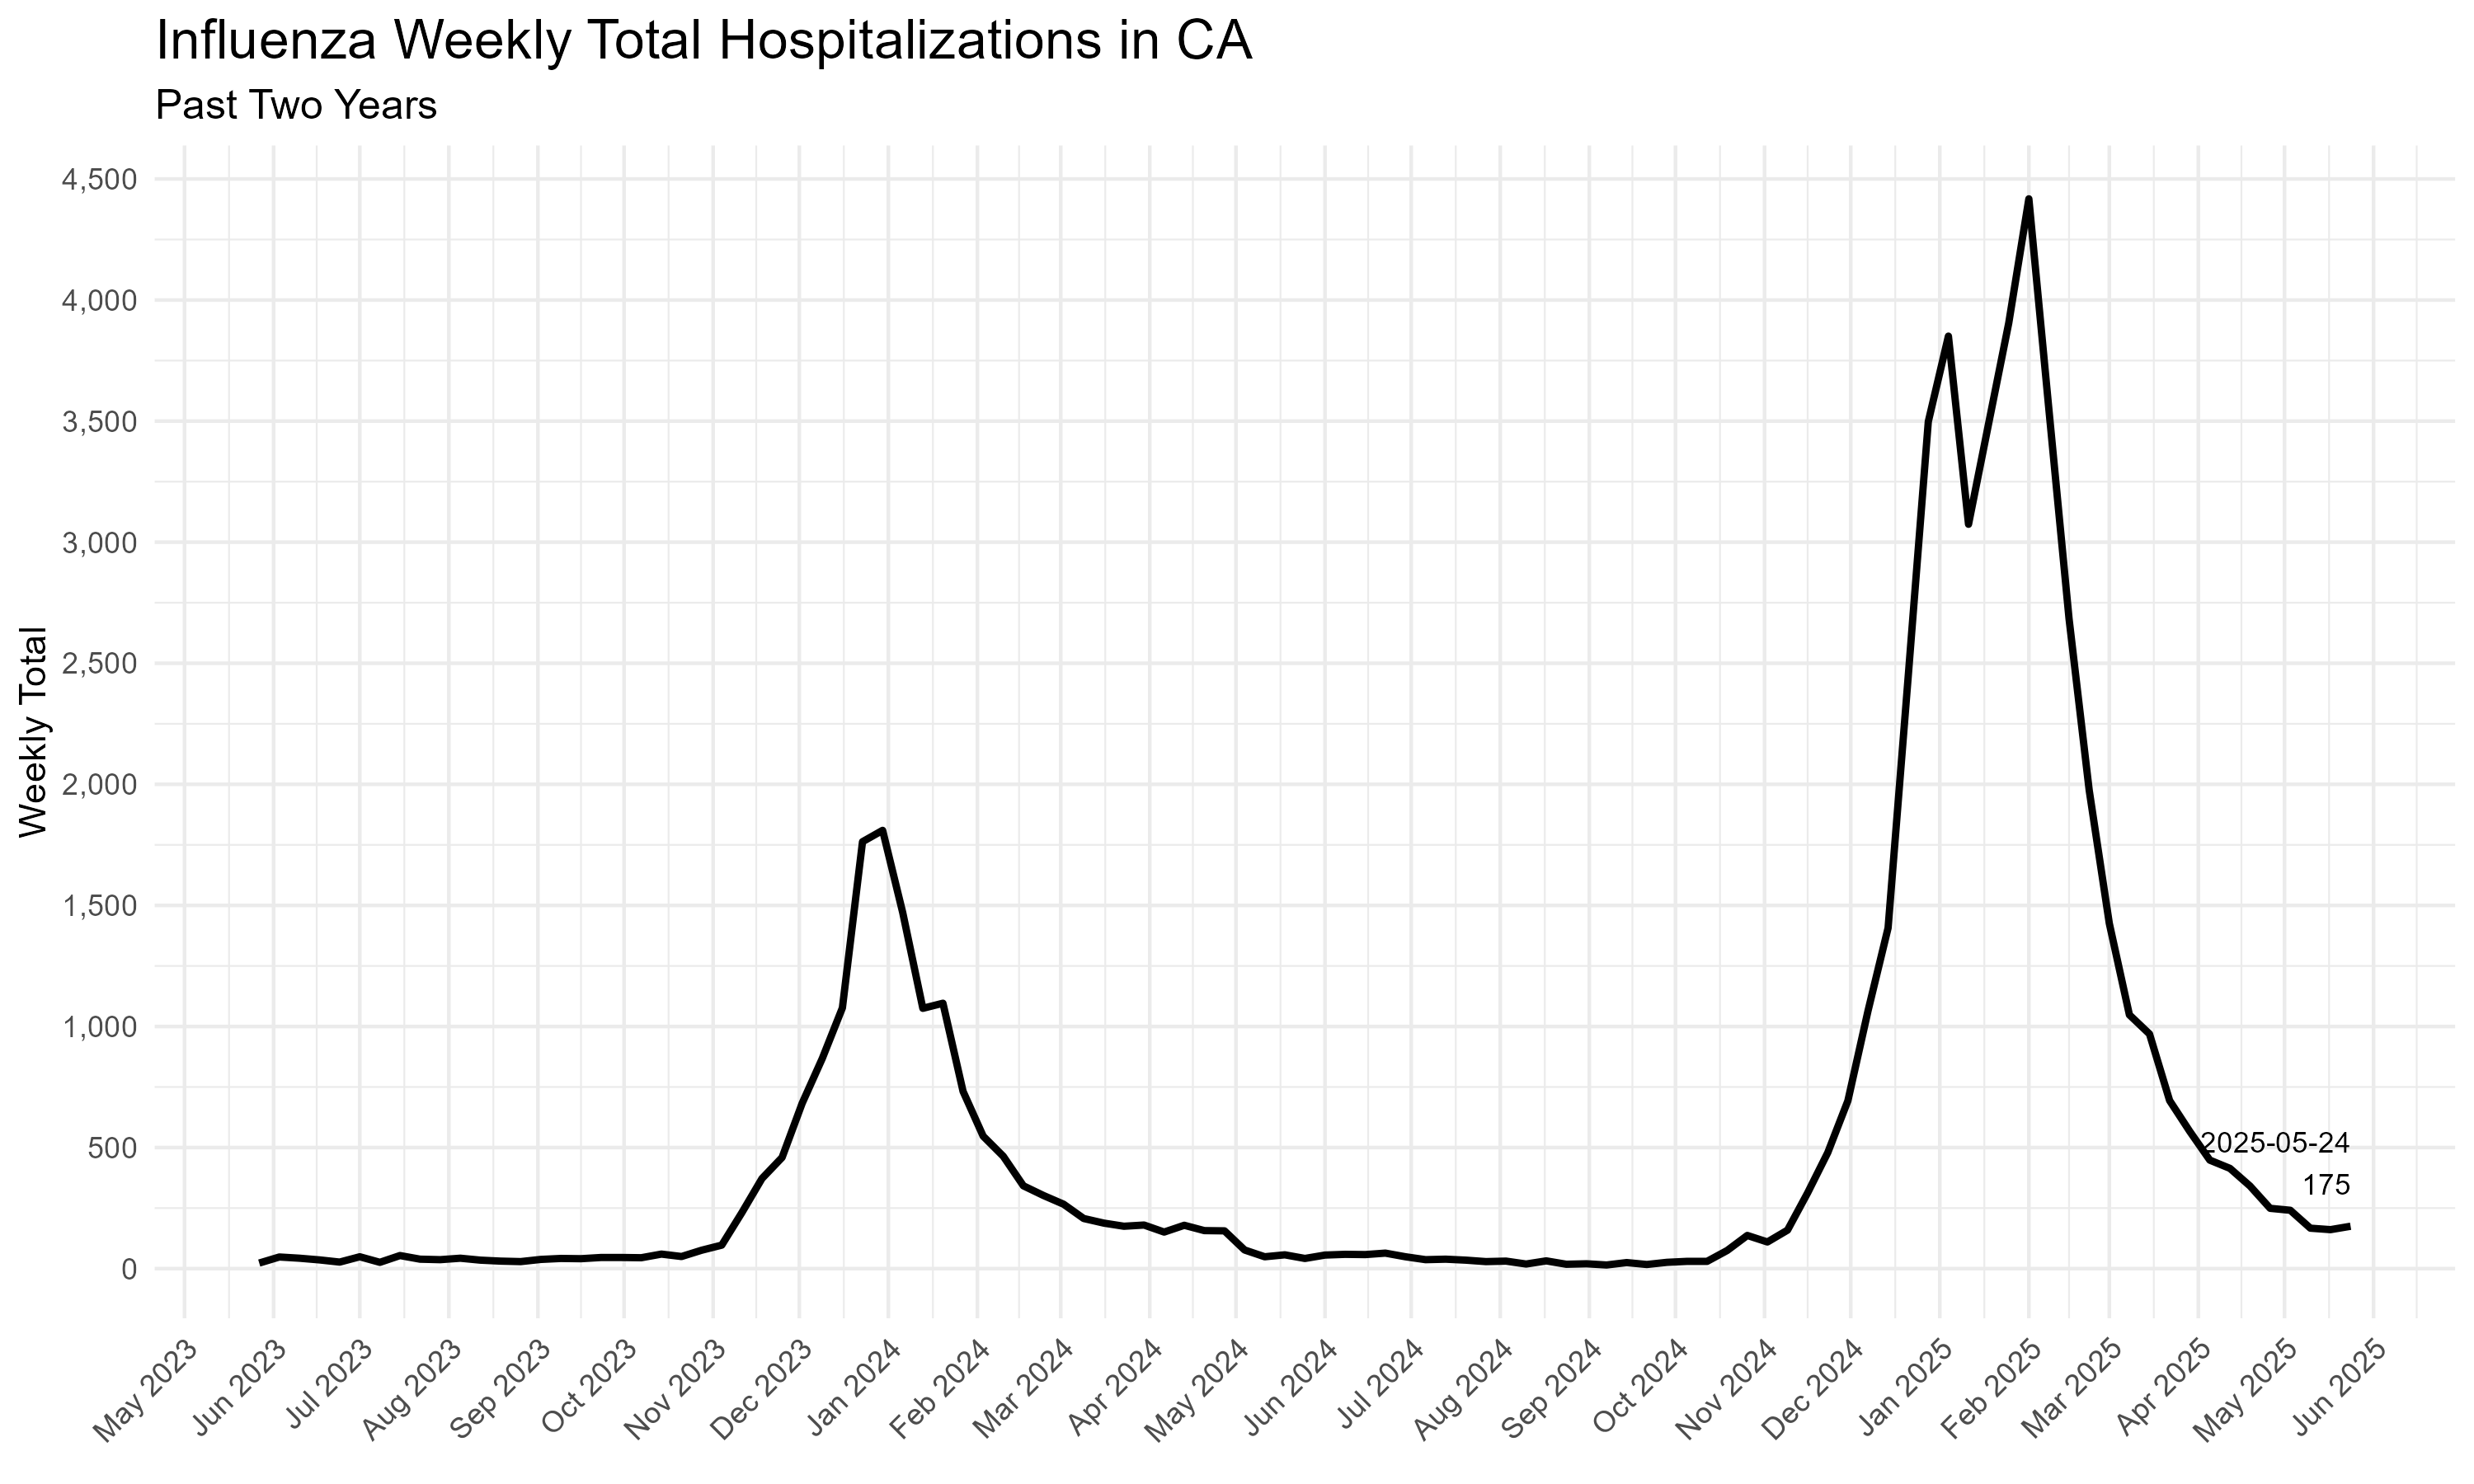 Influenza Weekly Total Hospitalizations in CA
Past Two Years
Weekly Total
4,500
4,000
3,500
3,000
2,500
2,000
1,500
1,000
500
0
2025-05-24
175
May 2023
Jun 2023
Jul 2023
Aug 2023
Sep 2023
Oct 2023
Nov 2023
Dec 2023
Jan 2024
Feb 2024
Mar 2024
Apr 2024
May 2024
Jun 2024
Jul 2024
Aug 2024
Sep 2024
Oct 2024
Nov 2024
Dec 2024
Jan 2025
Feb 2025
Mar 2025
Apr 2025
May 2025
Jun 2025